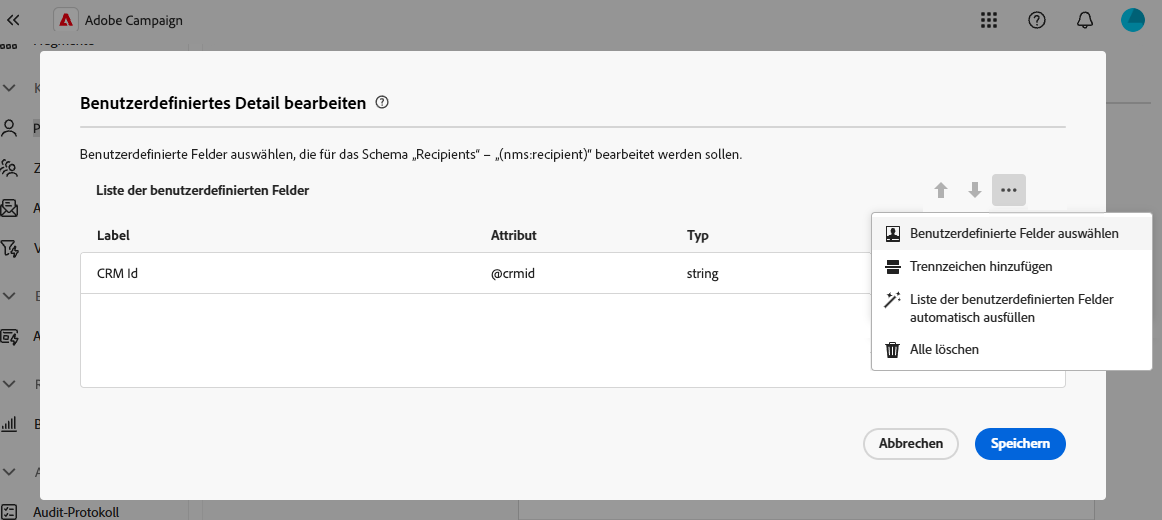 Adobe Campaign
Benutzerdefiniertes Detail bearbeiten
Benutzerdefinierte Felder auswählen, die für das Schema „Recipients“ – „(nms:recipient)“ bearbeitet werden sollen.
Liste der benutzerdefinierten Felder
Label Attribut Typ
CRM Id @crmid string
Benutzerdefinierte Felder auswählen
Trennzeichen hinzufügen
Liste der benutzerdefinierten Felder
automatisch ausfüllen
Alle löschen
Abbrechen Speichern
Audit-Protokoll